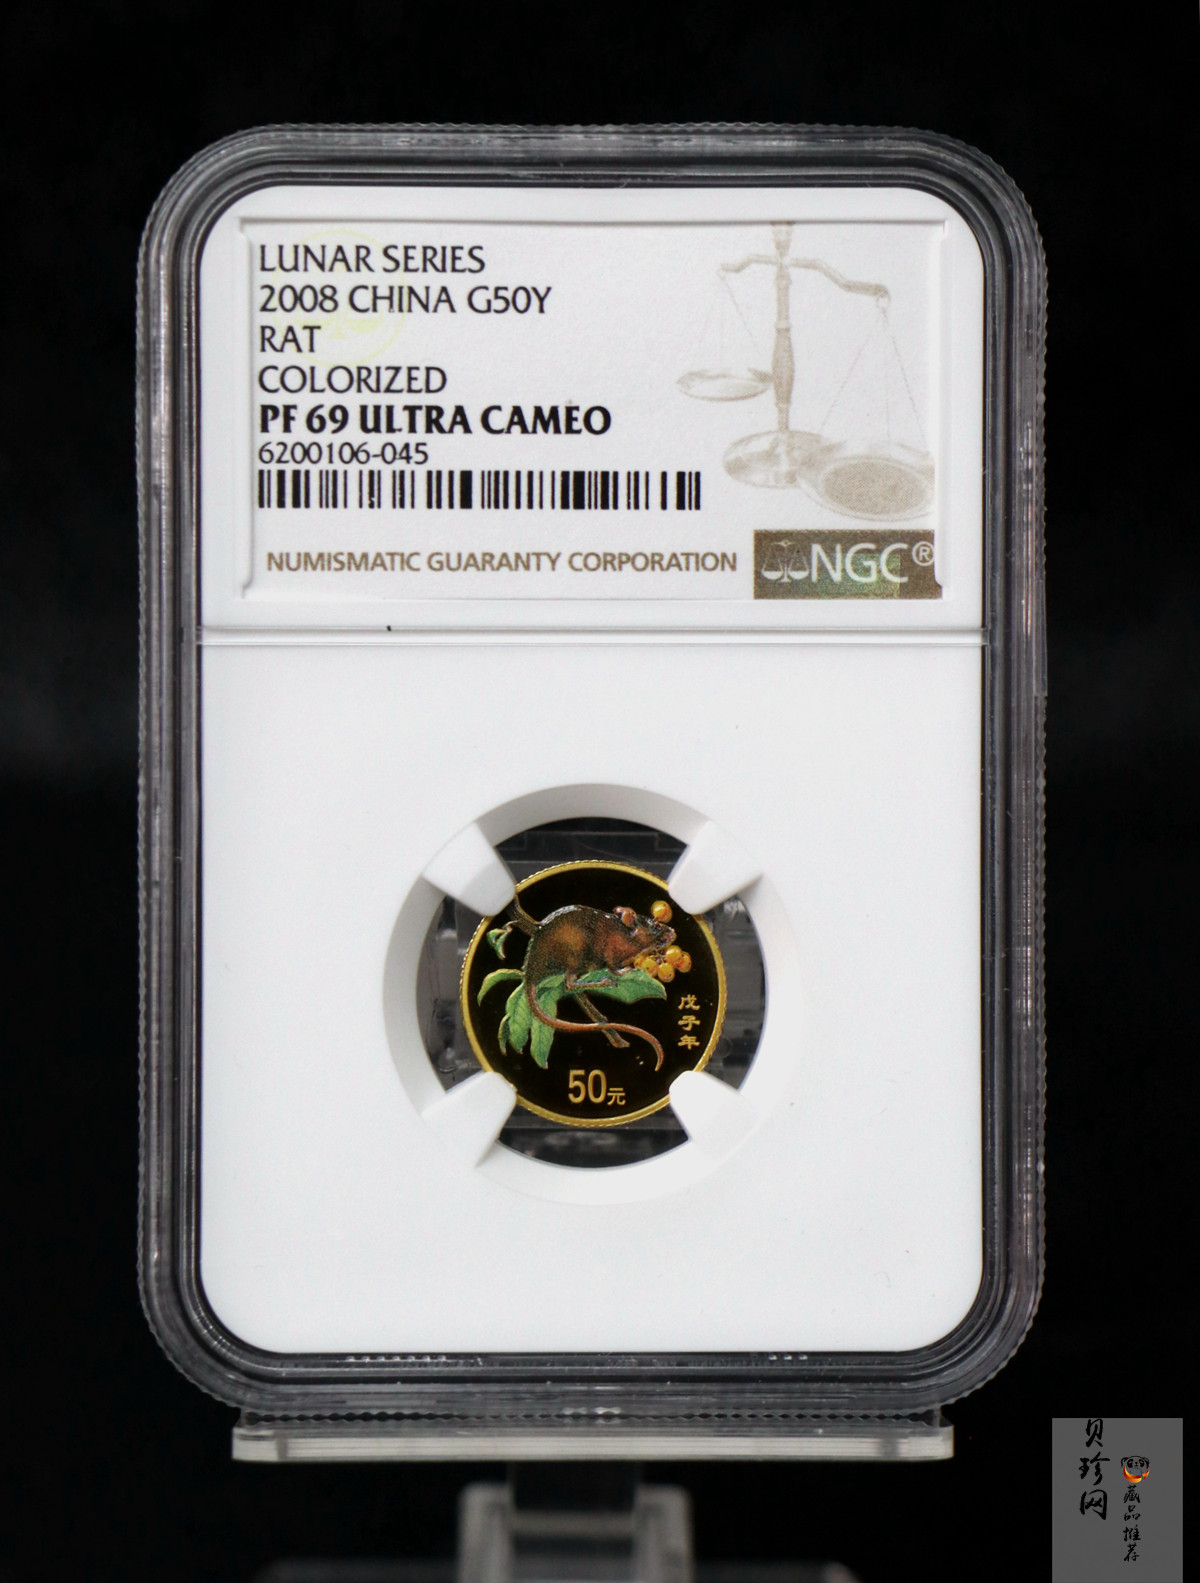 LUNAR SERIES
2008 CHINA G50Y
RAT
COLORIZED
PF 69 ULTRA CAMEO
6200106-045
NUMISMATIC GUARANTY CORPORATION
NGC®
戊子年
50元
贝珍网
藏品推荐